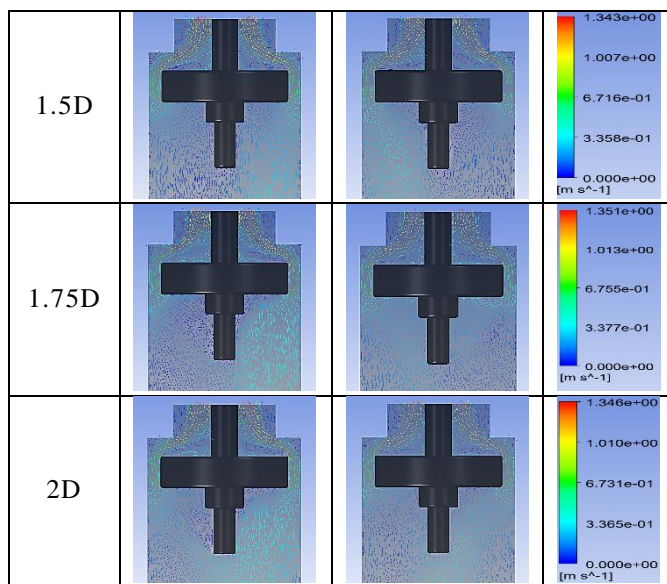 1.5D
1.343e+00
1.007e+00
6.716e-01
3.358e-01
0.000e+00
[m s^-1]
1.75D
1.351e+00
1.013e+00
6.755e-01
3.377e-01
0.000e+00
[m s^-1]
2D
1.346e+00
1.010e+00
6.731e-01
3.365e-01
0.000e+00
[m s^-1]